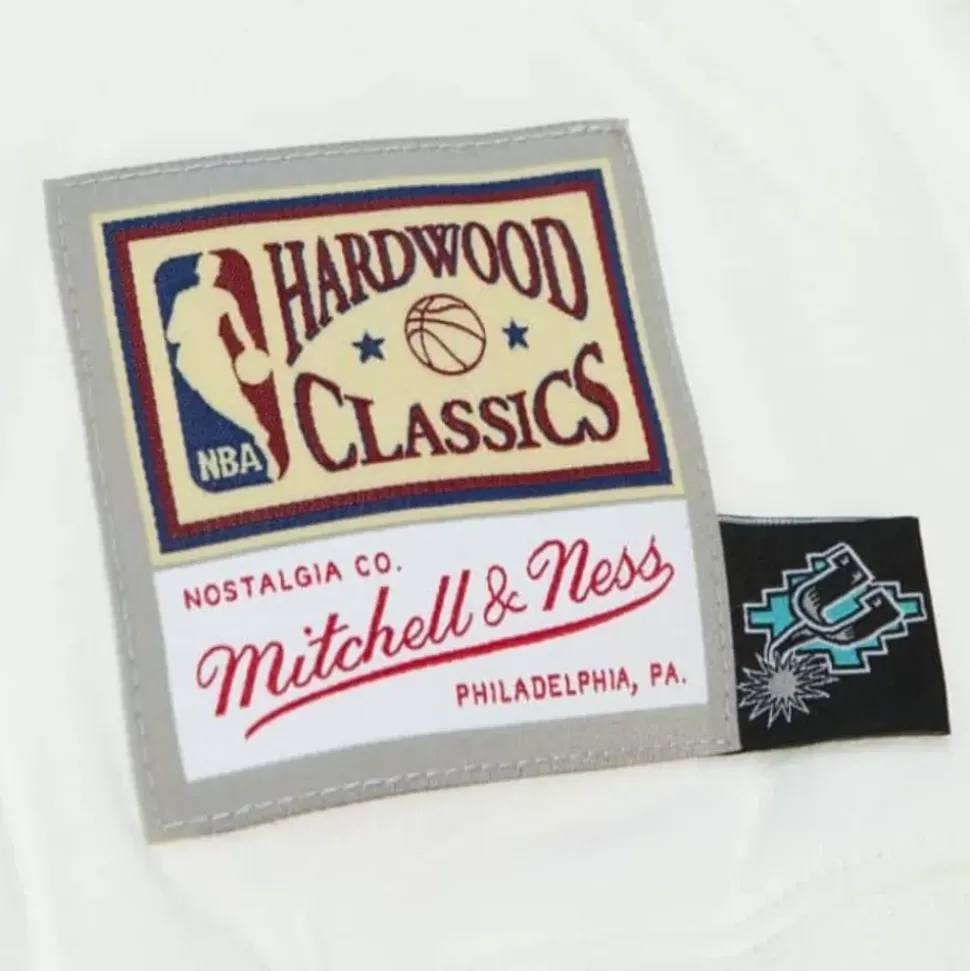 HARDWOOD
CLASSICS
NBA
NOSTALGIA CO.
Mitchell & Ness
PHILADELPHIA, PA.